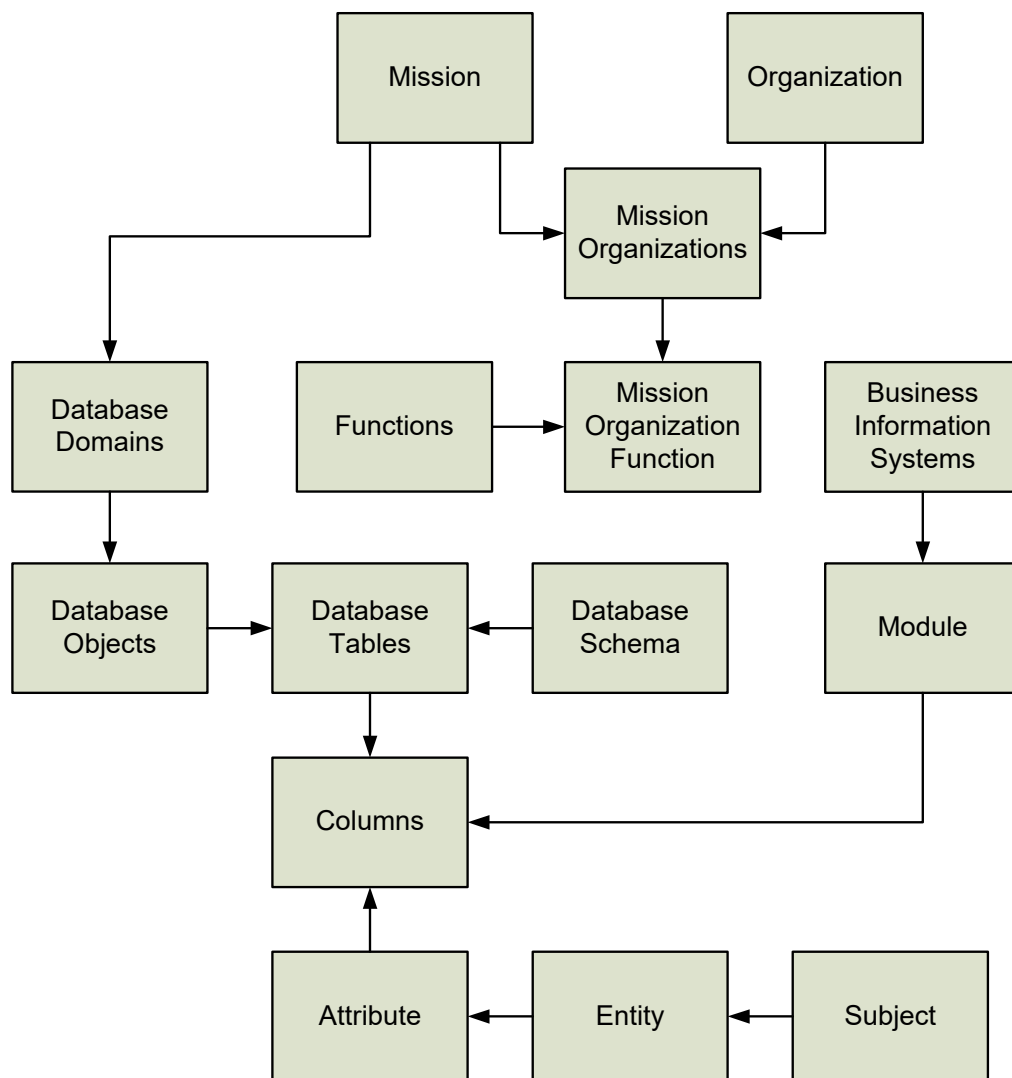 Mission
Organization
Mission
Organizations
Database
Domains
Functions
Mission
Organization
Function
Business
Information
Systems
Database
Objects
Database
Tables
Database
Schema
Module
Columns
Attribute
Entity
Subject